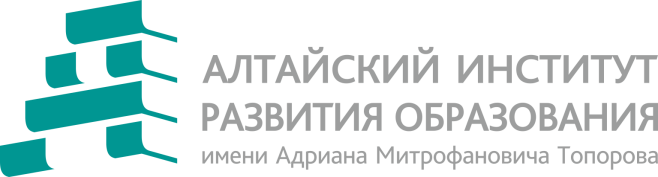 АЛТАЙСКИЙ ИНСТИТУТ
РАЗВИТИЯ ОБРАЗОВАНИЯ
имени Адриана Митрофановича Топорова